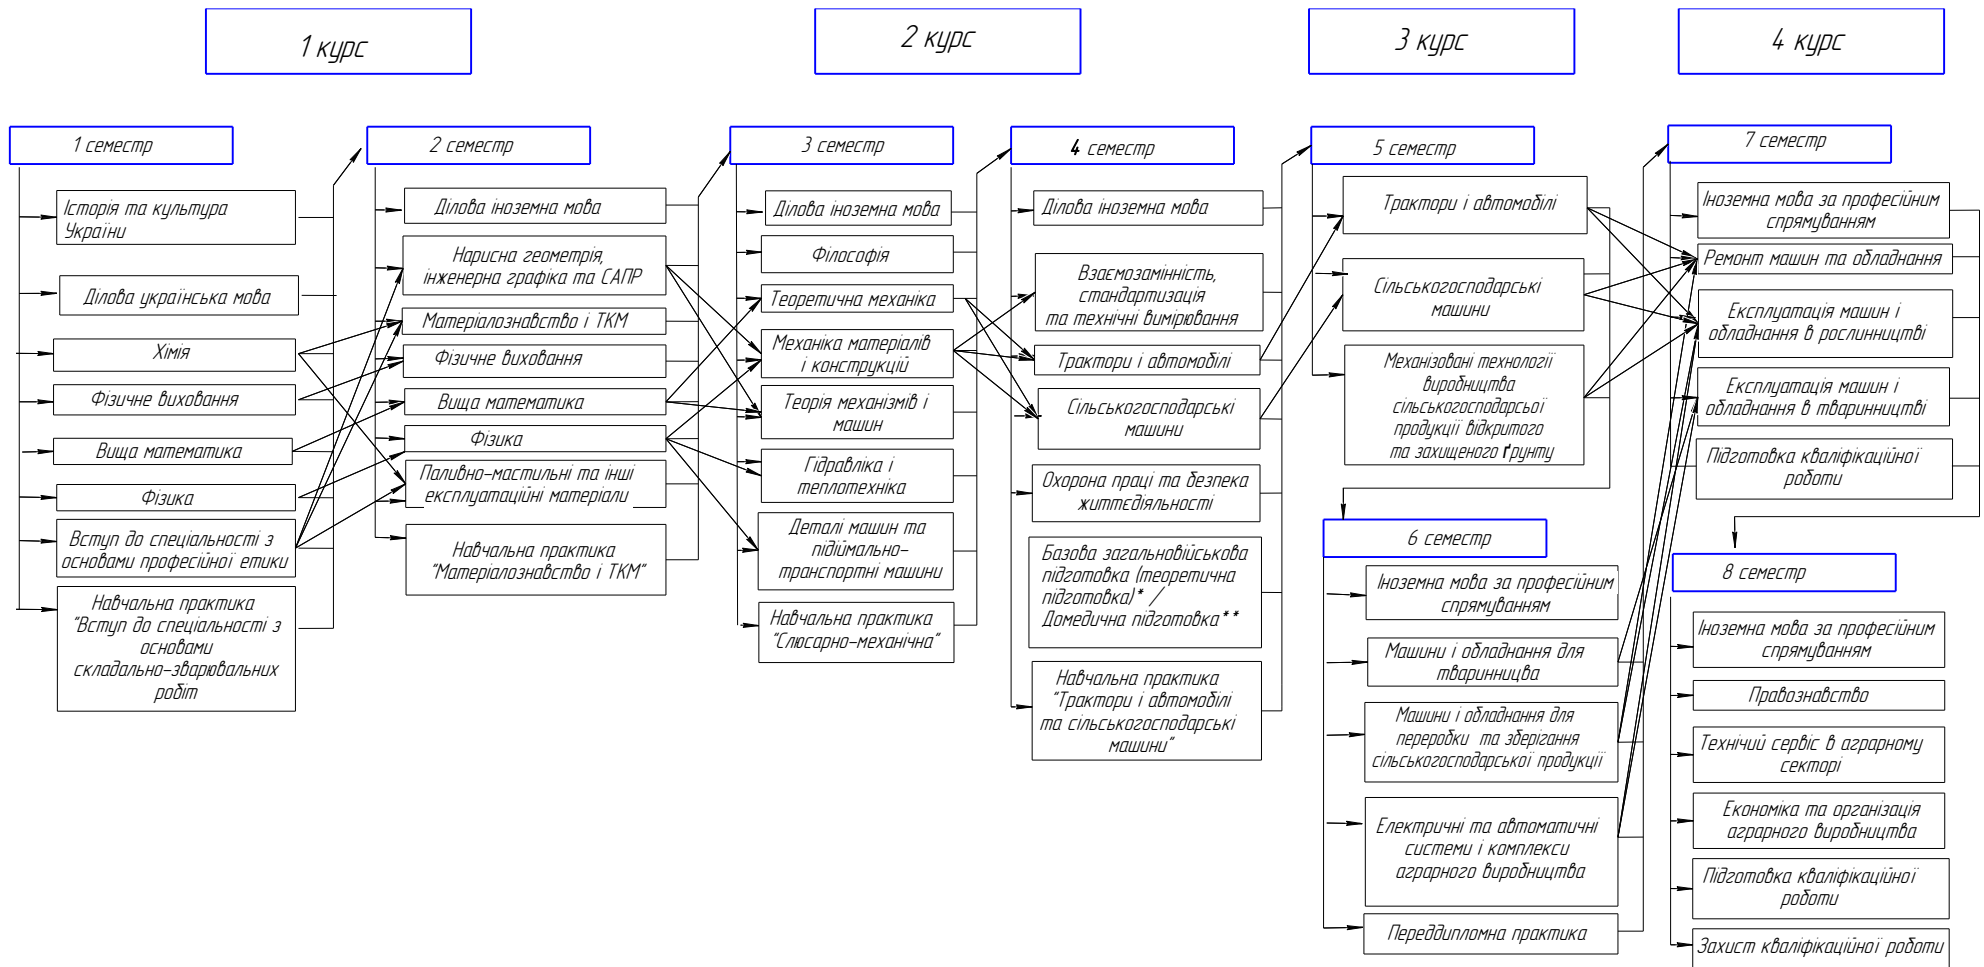 1 курс
2 курс
3 курс
4 курс
1 семестр
Історія та культура
України
Ділова українська мова
Хімія
Фізичне виховання
Вища математика
Фізика
Вступ до спеціальності з
основами професійної етики
Навчальна практика
"Вступ до спеціальності з
основами
складально-зварювальних
робіт
2 семестр
Ділова іноземна мова
Нарисна геометрія,
інженерна графіка та САПР
Матеріалознавство і ТКМ
Фізичне виховання
Вища математика
Фізика
Паливно-мастильні та інші
експлуатаційні матеріали
Навчальна практика
"Матеріалознавство і ТКМ"
3 семестр
Ділова іноземна мова
Філософія
Теоретична механіка
Механіка матеріалів
і конструкцій
Теорія механізмів і
машин
Гідравліка і
теплотехніка
Деталі машин та
підіймально-
транспортні машини
Навчальна практика
"Слюсарно-механічна"
4 семестр
Ділова іноземна мова
Взаємозамінність,
стандартизація
та технічні вимірювання
Трактори і автомобілі
Сільськогосподарські
машини
Охорона праці та безпека
життєдіяльності
Базова загальновійськова
підготовка (теоретична
підготовка)* /
Домедична підготовка**
Навчальна практика
"Трактори і автомобілі
та сільськогосподарські
машини"
5 семестр
Трактори і автомобілі
Сільськогосподарські
машини
Механізовані технології
виробництва
сільськогосподарсьої
продукції відкритого
та захищеного ґрунту
6 семестр
Іноземна мова за професійним
спрямуванням
Машини і обладнання для
тваринництва
Машини і обладнання для
переробки та зберігання
сільськогосподарської продукції
Електричні та автоматичні
системи і комплекси
аграрного виробництва
Переддипломна практика
7 семестр
Іноземна мова за професійним
спрямуванням
Ремонт машин та обладнання
Експлуатація машин і
обладнання в рослинництві
Експлуатація машин і
обладнання в тваринництві
Підготовка кваліфікаційної
роботи
8 семестр
Іноземна мова за професійним
спрямуванням
Правознавство
Технічий сервіс в аграрному
секторі
Економіка та організація
аграрного виробництва
Підготовка кваліфікаційної
роботи
Захист кваліфікаційної роботи